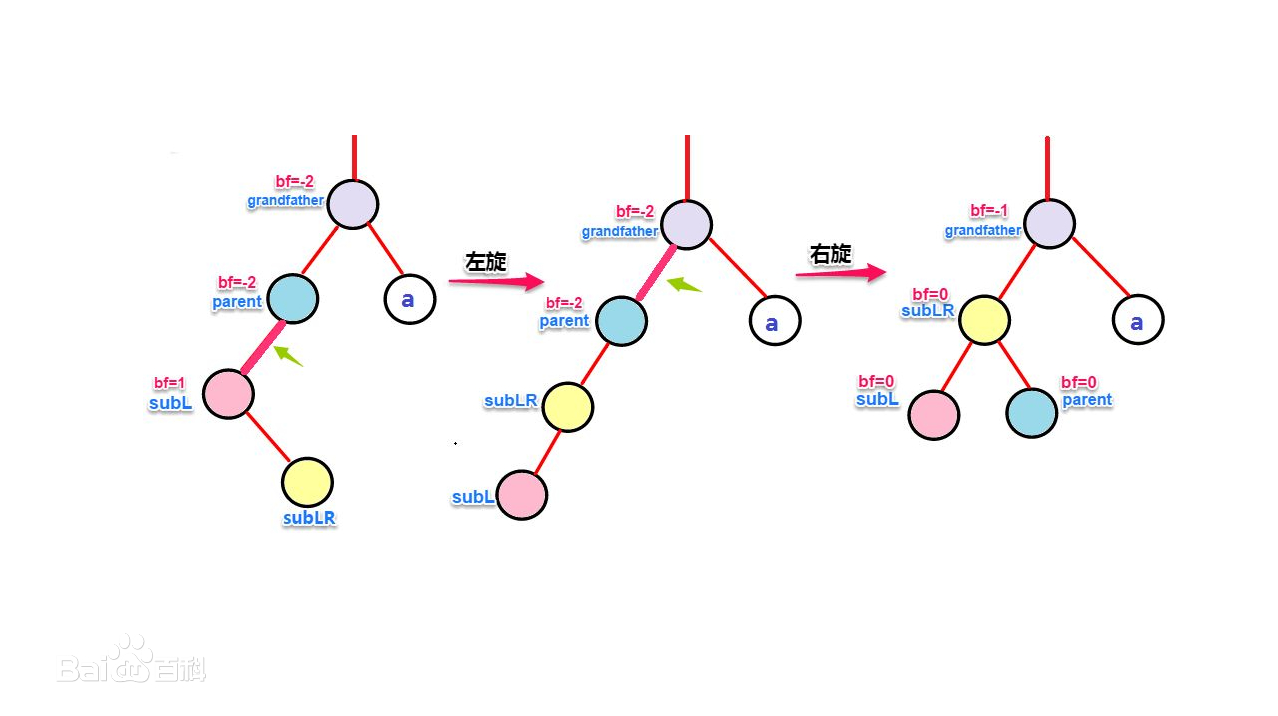 bf=-2
grandfather
bf=-2
parent
a
bf=1
subL
subLR
左旋
bf=-2
grandfather
bf=-2
parent
a
subLR
subL
右旋
bf=-1
grandfather
bf=0
subLR
a
bf=0
subL
bf=0
parent
Baidu百科